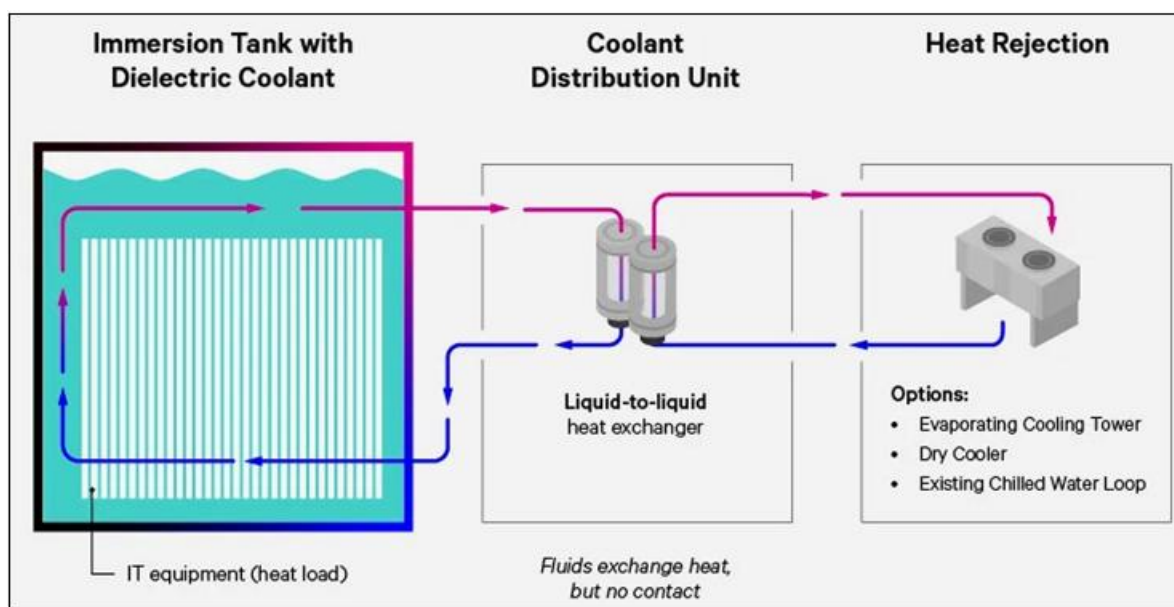 Immersion Tank with
Dielectric Coolant
Coolant
Distribution Unit
Heat Rejection
Liquid-to-liquid
heat exchanger
Options:
• Evaporating Cooling Tower
• Dry Cooler
• Existing Chilled Water Loop
IT equipment (heat load)
Fluids exchange heat,
but no contact